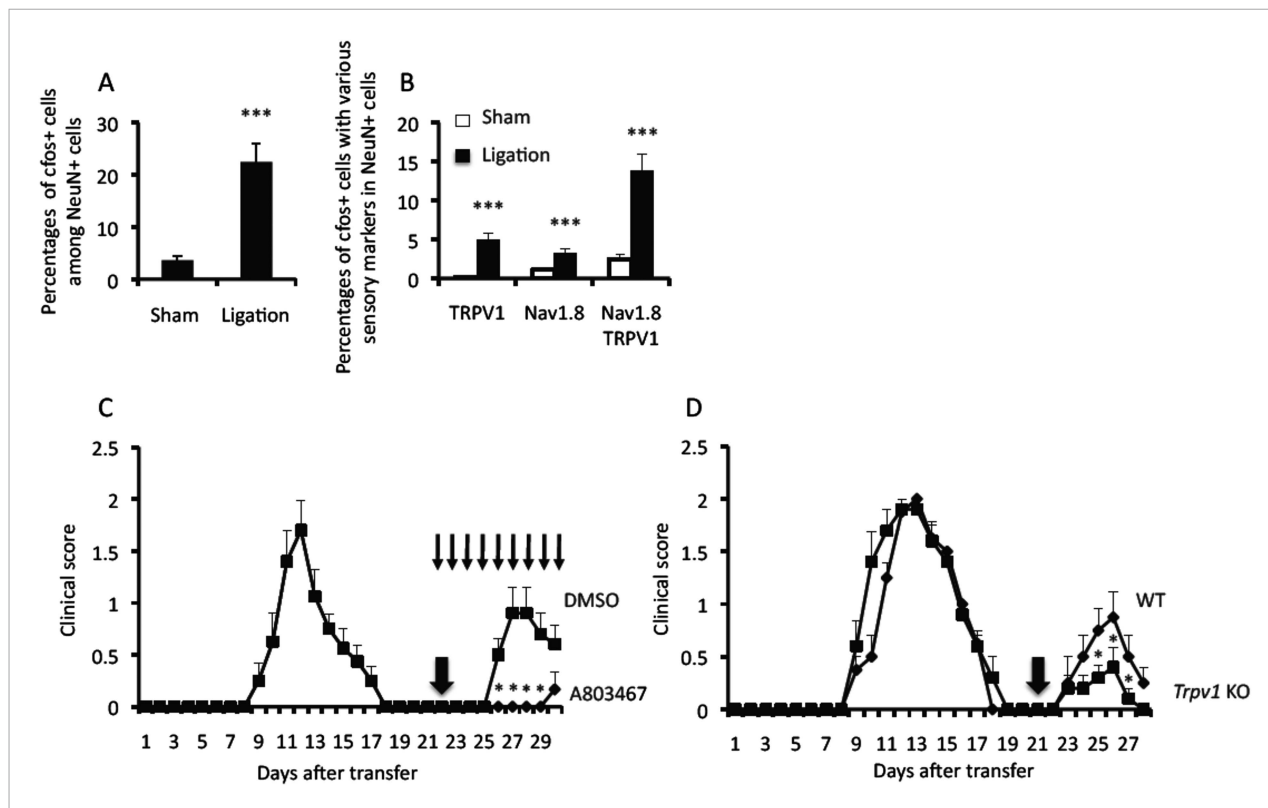 A
Percentages of cfos+ cells
among NeuN+ cells
***
30
20
10
0
Sham
Ligation
B
Percentages of cfos+ cells with various
sensory markers in NeuN+ cells
Sham
Ligation
20
15
10
5
0
***
***
***
TRPV1
Nav1.8
Nav1.8
TRPV1
C
Clinical score
2.5
2
1.5
1
0.5
0
DMSO
A803467
* * * *
1 3 5 7 9 11 13 15 17 19 21 23 25 27 29
Days after transfer
D
Clinical score
2.5
2
1.5
1
0.5
0
WT
* * *
Trpv1 KO
1 3 5 7 9 11 13 15 17 19 21 23 25 27
Days after transfer